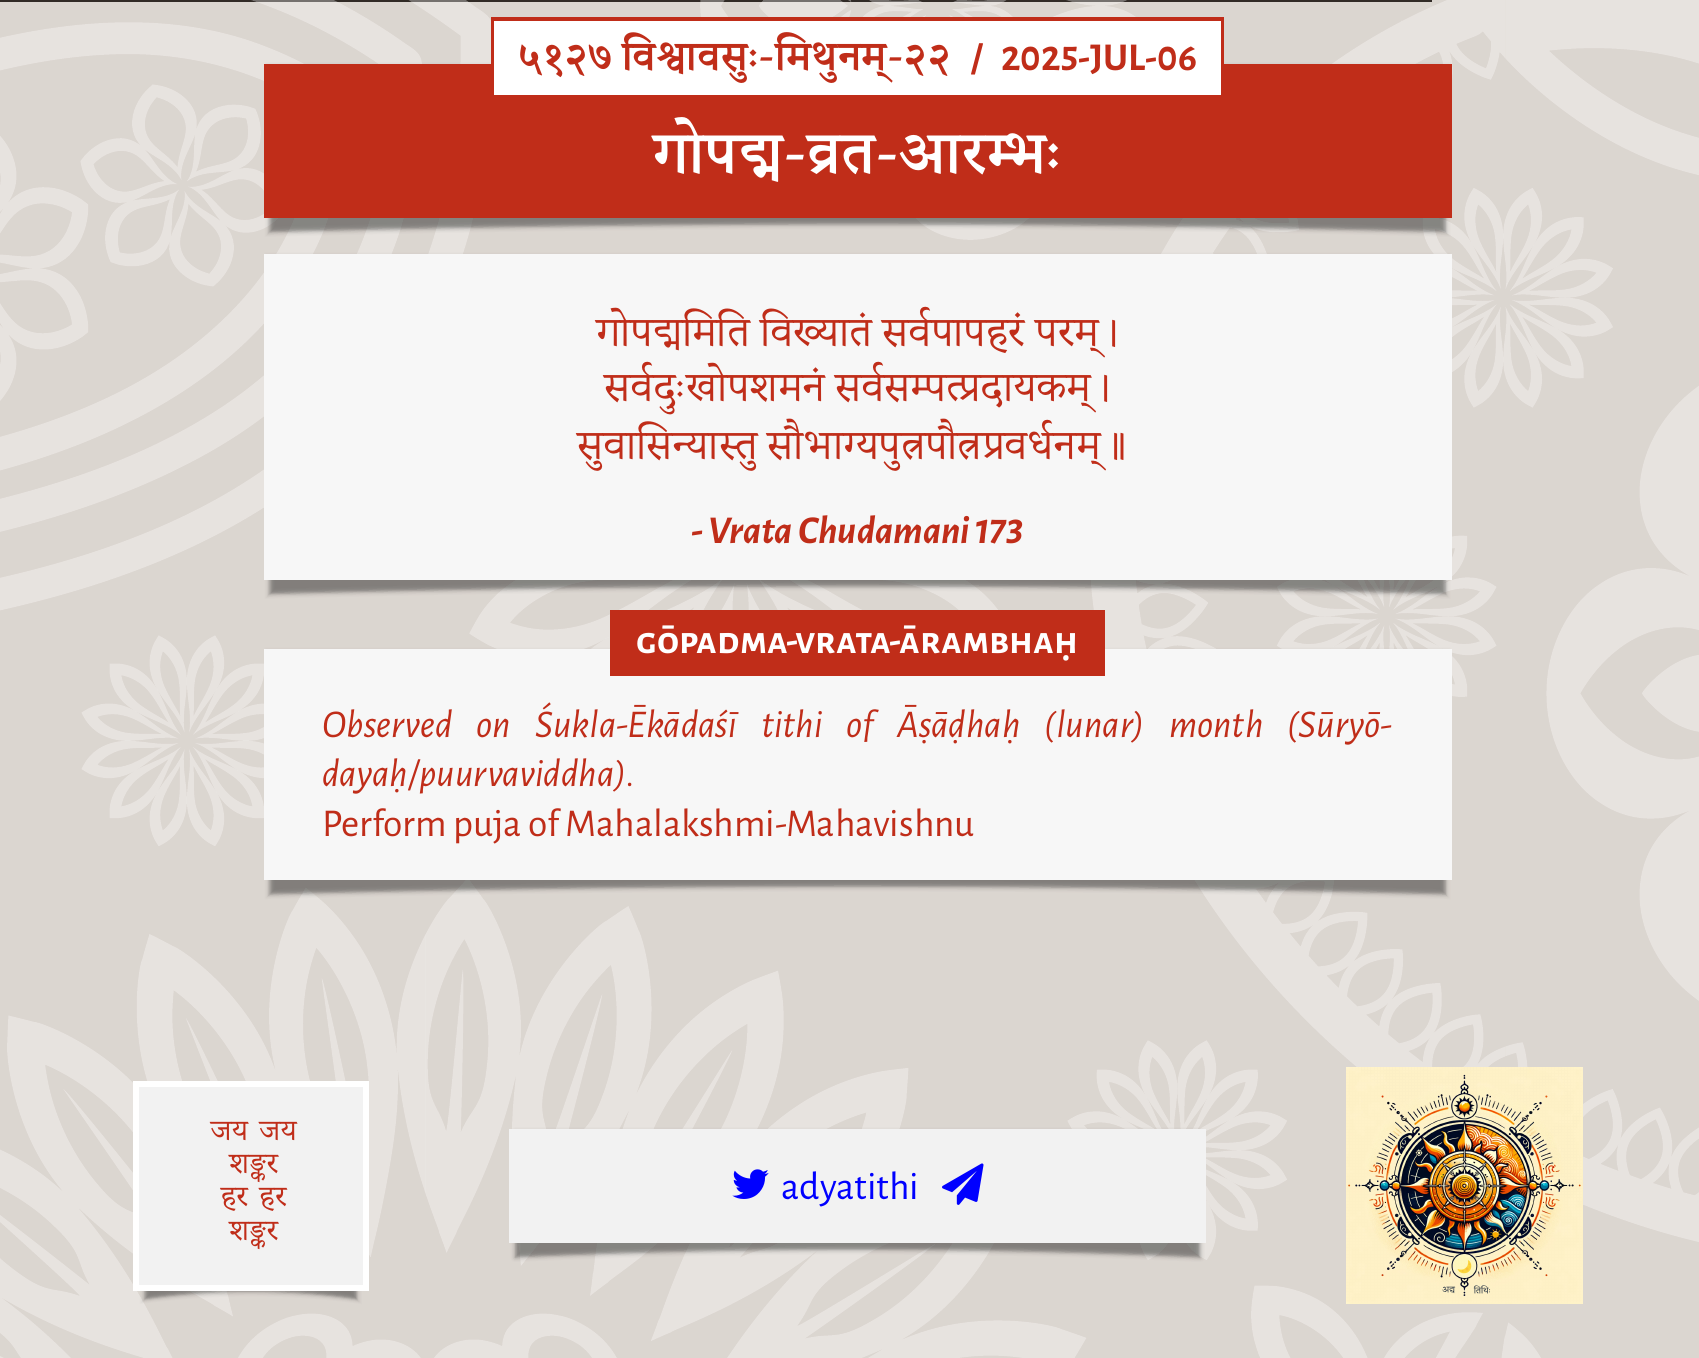 ५१२७ विश्वावसुः-मिथुनम्-२२ / 2025-JUL-06
गोपद्म-व्रत-आरम्भः
गोपद्ममिति विख्यातं सर्वपापहरं परम्।
सर्वदुःखोपशमनं सर्वसम्पत्प्रदायकम्।
सुवासिन्यास्तु सौभाग्यपुत्रपौत्रप्रवर्धनम्॥
- Vrata Chudamani 173
GŌPADMA-VRATA-ĀRAMBHAḤ
Observed on Śukla-Ēkādaśī tithi of Āṣāḍhaḥ (lunar) month (Sūryō-
dayaḥ/puurvaviddha).
Perform puja of Mahalakshmi-Mahavishnu
जय जय
शङ्कर
हर हर
शङ्कर
adyatithi
अद्य तिथिः